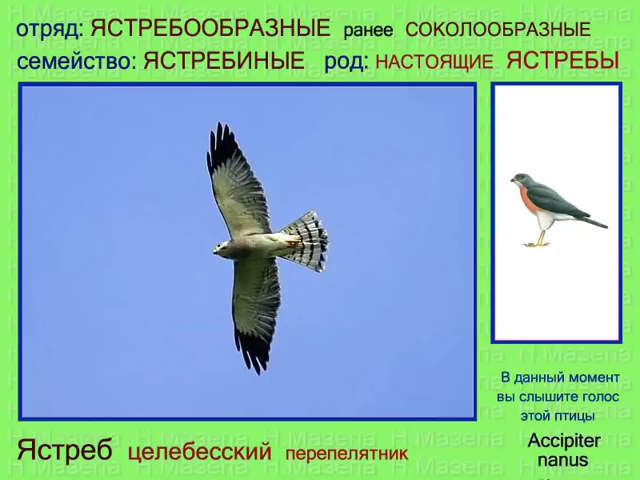 отряд: ЯСТРЕБООБРАЗНЫЕ ранее СОКОЛООБРАЗНЫЕ
семейство: ЯСТРЕБИНЫЕ род: НАСТОЯЩИЕ ЯСТРЕБЫ
В данный момент
вы слышите голос
этой птицы
Ястреб целебесский перепелятник
Accipiter
nanus